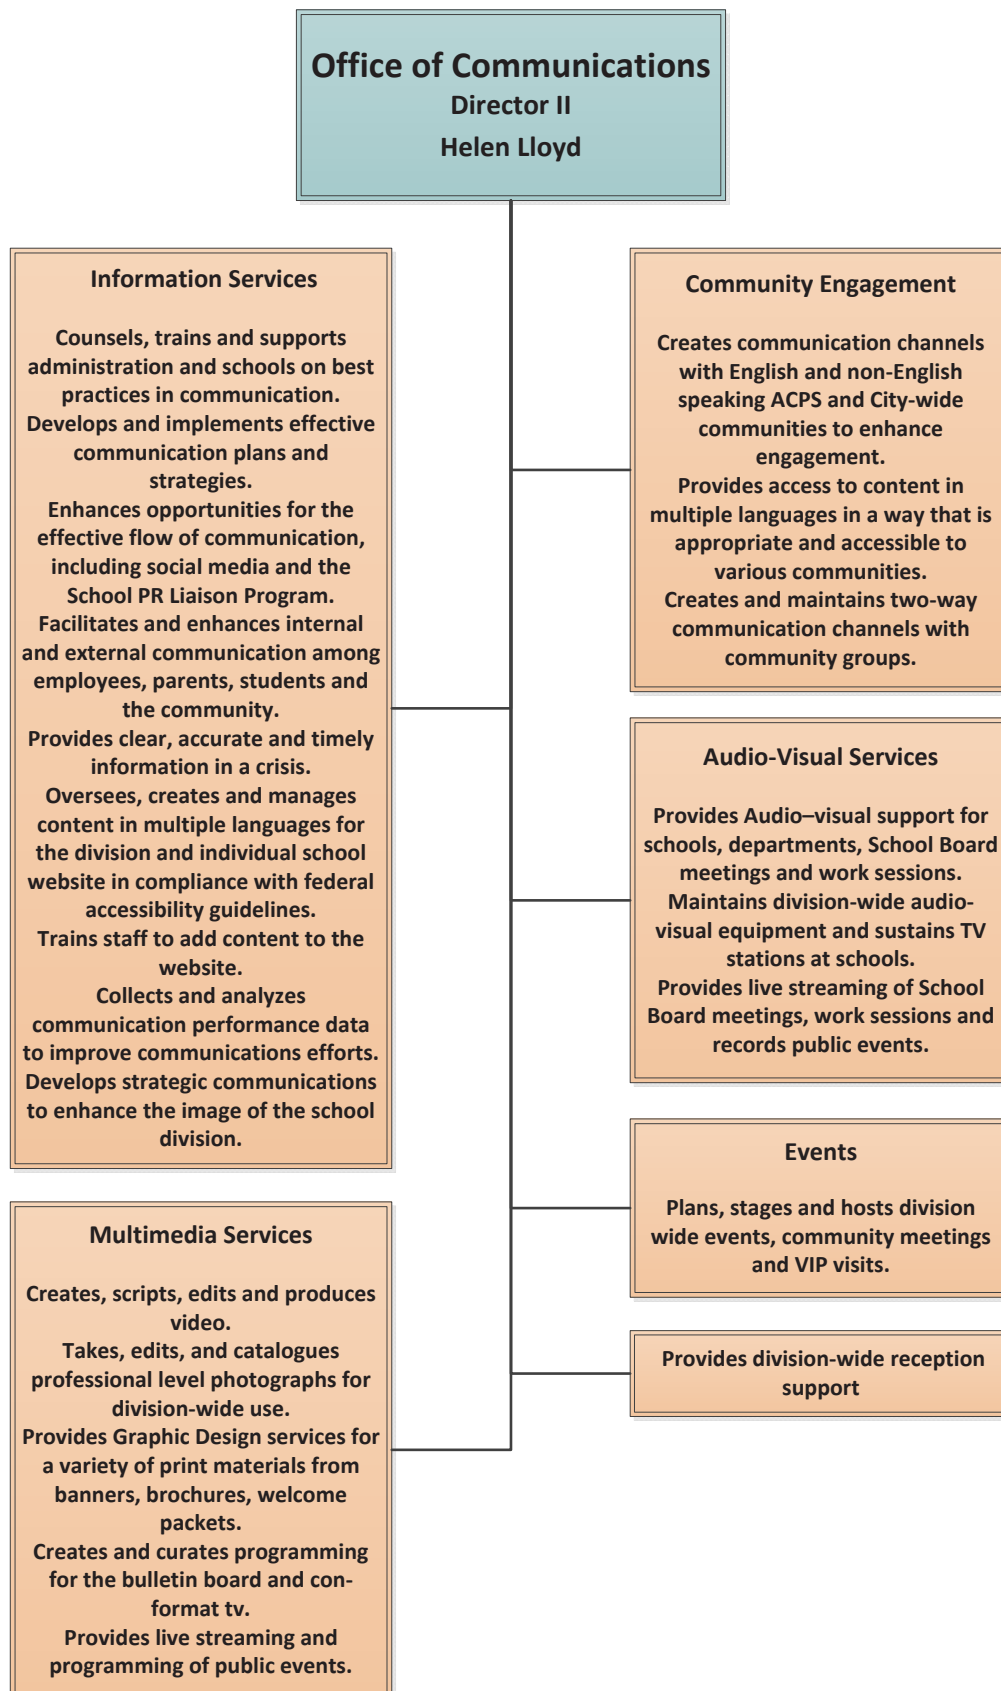 Office of Communications
Director II
Helen Lloyd
Information Services
Counsels, trains and supports
administration and schools on best
practices in communication.
Develops and implements effective
communication plans and
strategies.
Enhances opportunities for the
effective flow of communication,
including social media and the
School PR Liaison Program.
Facilitates and enhances internal
and external communication among
employees, parents, students and
the community.
Provides clear, accurate and timely
information in a crisis.
Oversees, creates and manages
content in multiple languages for
the division and individual school
website in compliance with federal
accessibility guidelines.
Trains staff to add content to the
website.
Collects and analyzes
communication performance data
to improve communications efforts.
Develops strategic communications
to enhance the image of the school
division.
Multimedia Services
Creates, scripts, edits and produces
video.
Takes, edits, and catalogues
professional level photographs for
division-wide use.
Provides Graphic Design services for
a variety of print materials from
banners, brochures, welcome
packets.
Creates and curates programming
for the bulletin board and con-
format tv.
Provides live streaming and
programming of public events.
Community Engagement
Creates communication channels
with English and non-English
speaking ACPS and City-wide
communities to enhance
engagement.
Provides access to content in
multiple languages in a way that is
appropriate and accessible to
various communities.
Creates and maintains two-way
communication channels with
community groups.
Audio-Visual Services
Provides Audio–visual support for
schools, departments, School Board
meetings and work sessions.
Maintains division-wide audio-
visual equipment and sustains TV
stations at schools.
Provides live streaming of School
Board meetings, work sessions and
records public events.
Events
Plans, stages and hosts division
wide events, community meetings
and VIP visits.
Provides division-wide reception
support